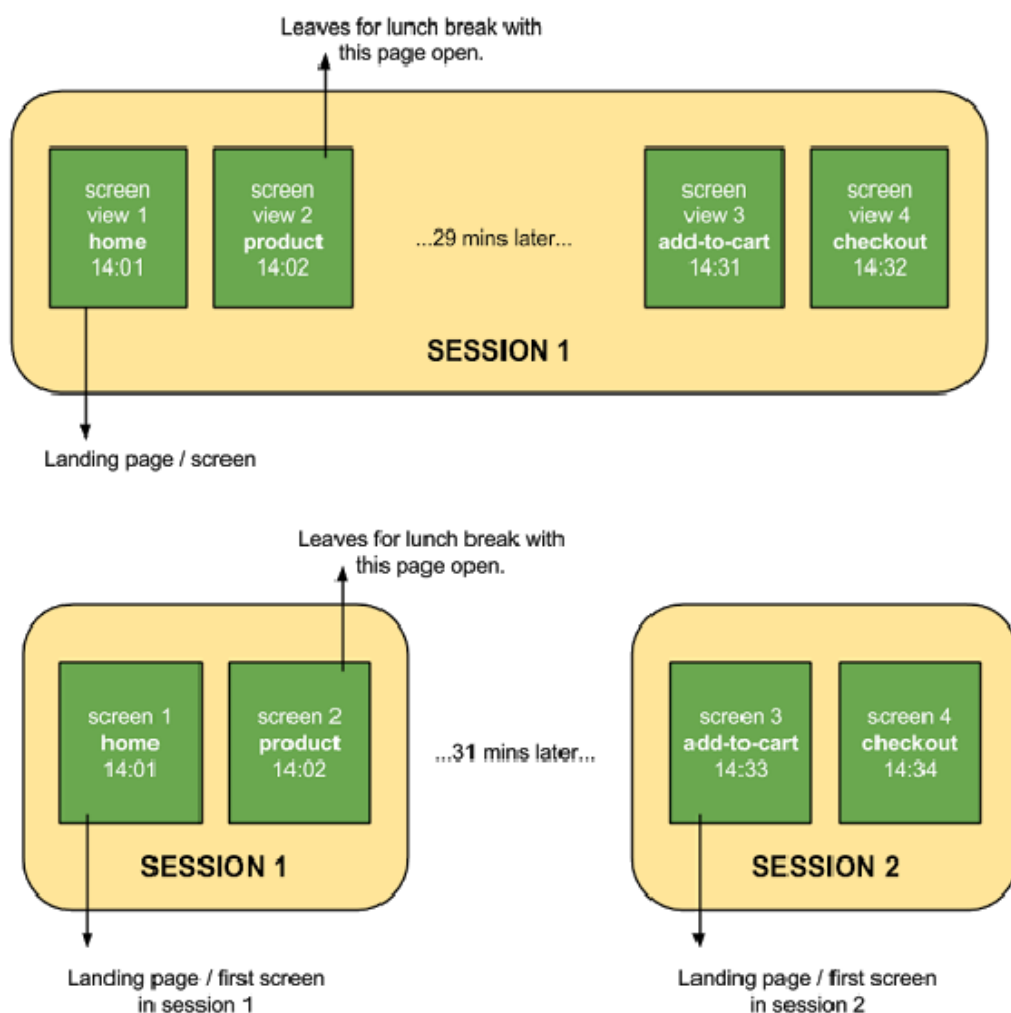 Leaves for lunch break with
this page open.
screen
view 1
home
14:01
screen
view 2
product
14:02
...29 mins later...
screen
view 3
add-to-cart
14:31
screen
view 4
checkout
14:32
SESSION 1
Landing page / screen
Leaves for lunch break with
this page open.
screen 1
home
14:01
screen 2
product
14:02
...31 mins later...
screen 3
add-to-cart
14:33
screen 4
checkout
14:34
SESSION 1
SESSION 2
Landing page / first screen
in session 1
Landing page / first screen
in session 2